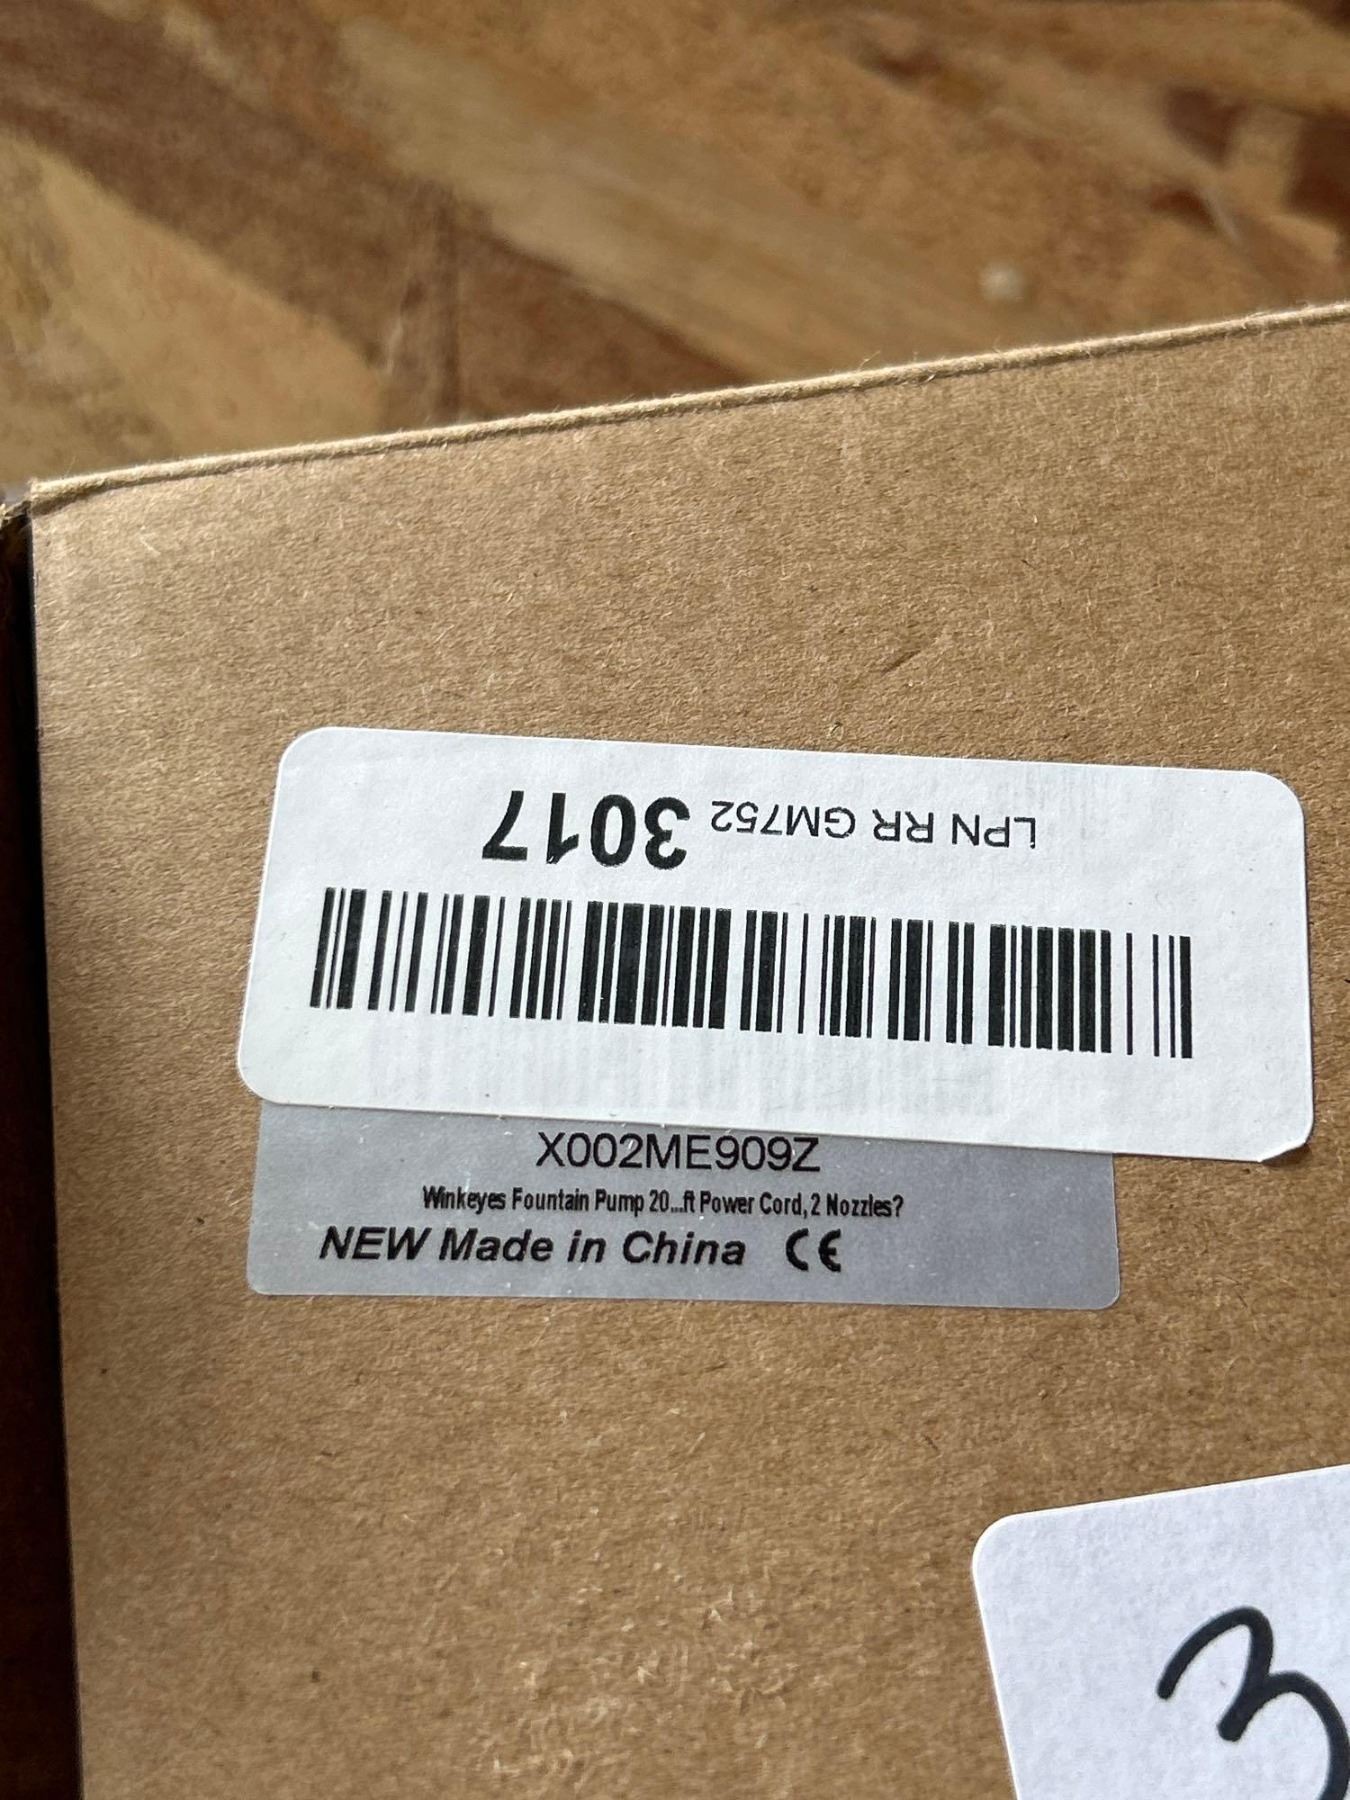 LPN RR GM752 3017
X002ME909Z
Winkeyes Fountain Pump 20...ft Power Cord, 2 Nozzles?
NEW Made in China CE
3